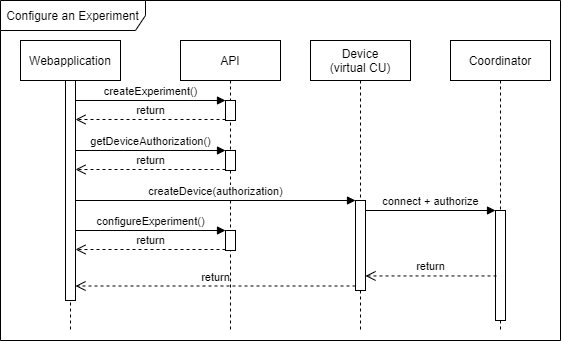 Configure an Experiment
Webapplication
API
Device
(virtual CU)
Coordinator
createExperiment()
return
getDeviceAuthorization()
return
createDevice(authorization)
connect + authorize
configureExperiment()
return
return
return